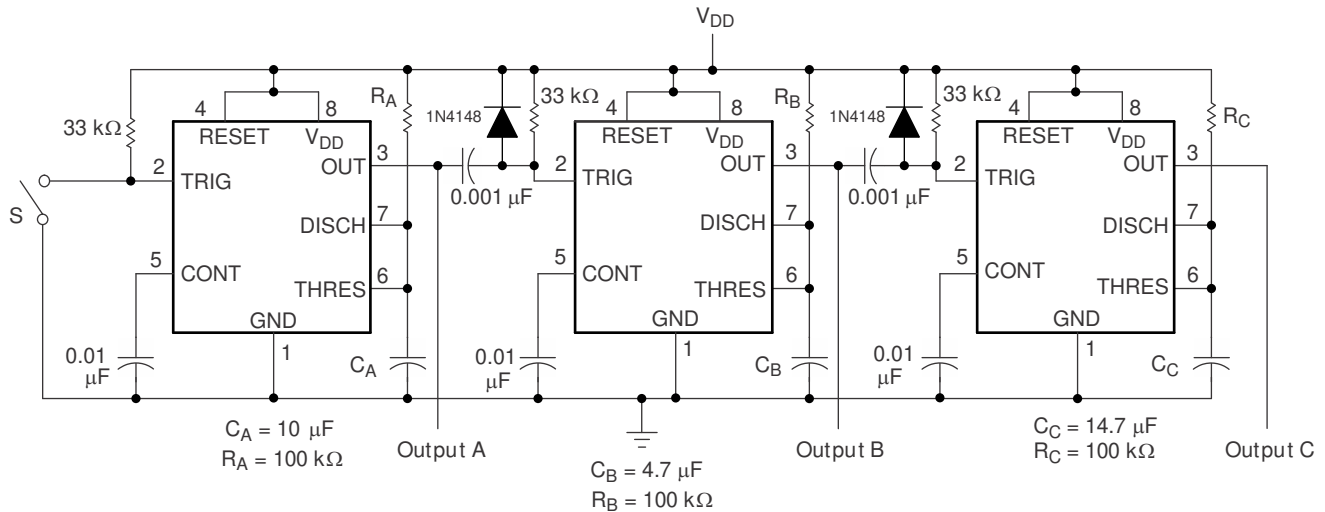 VDD
RA
1N4148
33 kΩ
RB
1N4148
33 kΩ
RC
33 kΩ
4
8
RESET
VDD
OUT
3
2
TRIG
DISCH
7
5
CONT
THRES
6
GND
1
S
0.01
µF
CA
0.001 µF
4
8
RESET
VDD
OUT
3
2
TRIG
DISCH
7
5
CONT
THRES
6
GND
1
0.01
µF
CB
0.001 µF
4
8
RESET
VDD
OUT
3
2
TRIG
DISCH
7
5
CONT
THRES
6
GND
1
0.01
µF
CC
CA = 10 µF
RA = 100 kΩ
Output A
CB = 4.7 µF
RB = 100 kΩ
Output B
CC = 14.7 µF
RC = 100 kΩ
Output C